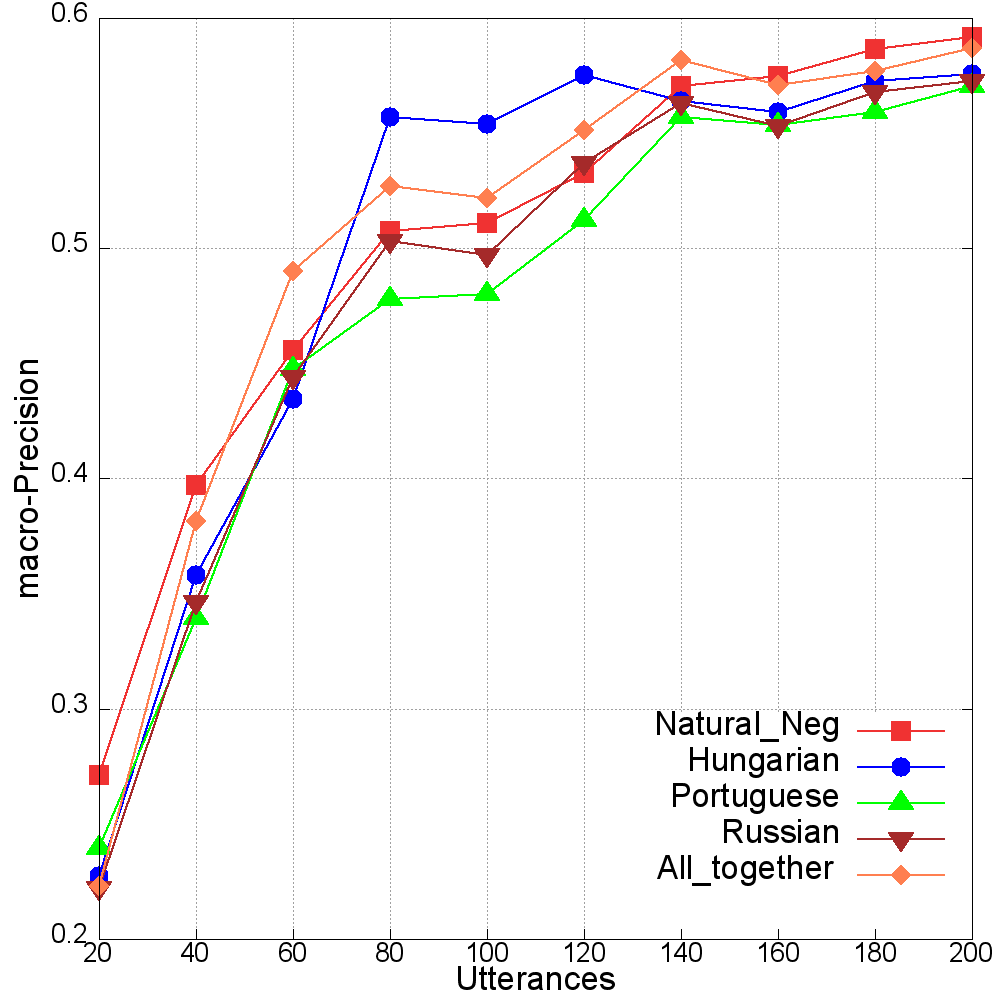 0.6
0.5
0.4
0.3
0.2
macro-Precision
Natural_Neg
Hungarian
Portuguese
Russian
All_together
20 40 60 80 100 120 140 160 180 200
Utterances